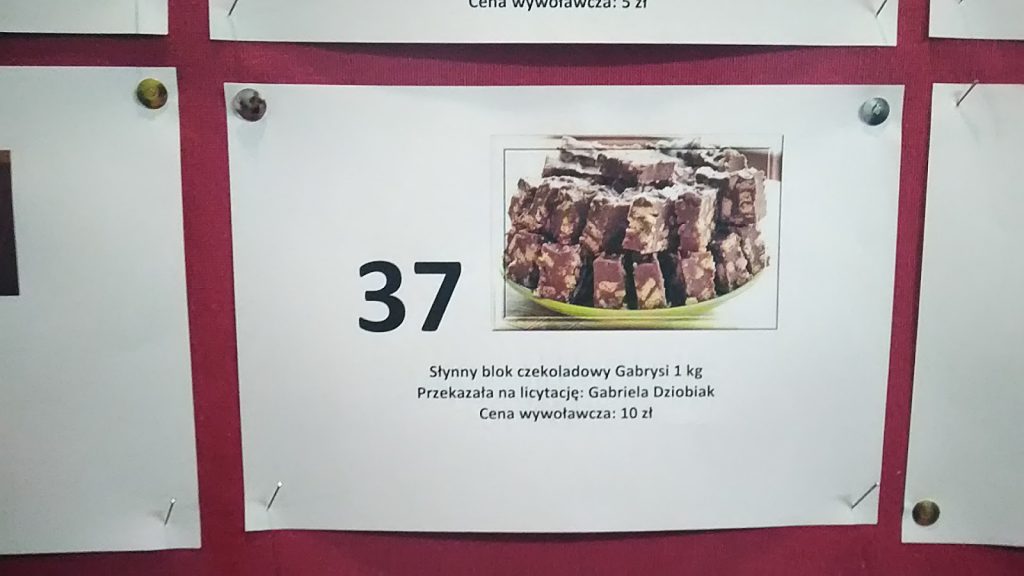 Cena wywoławcza: 5 zł
37
Słynny blok czekoladowy Gabrysi 1 kg
Przekazała na licytację: Gabriela Dziobiak
Cena wywoławcza: 10 zł